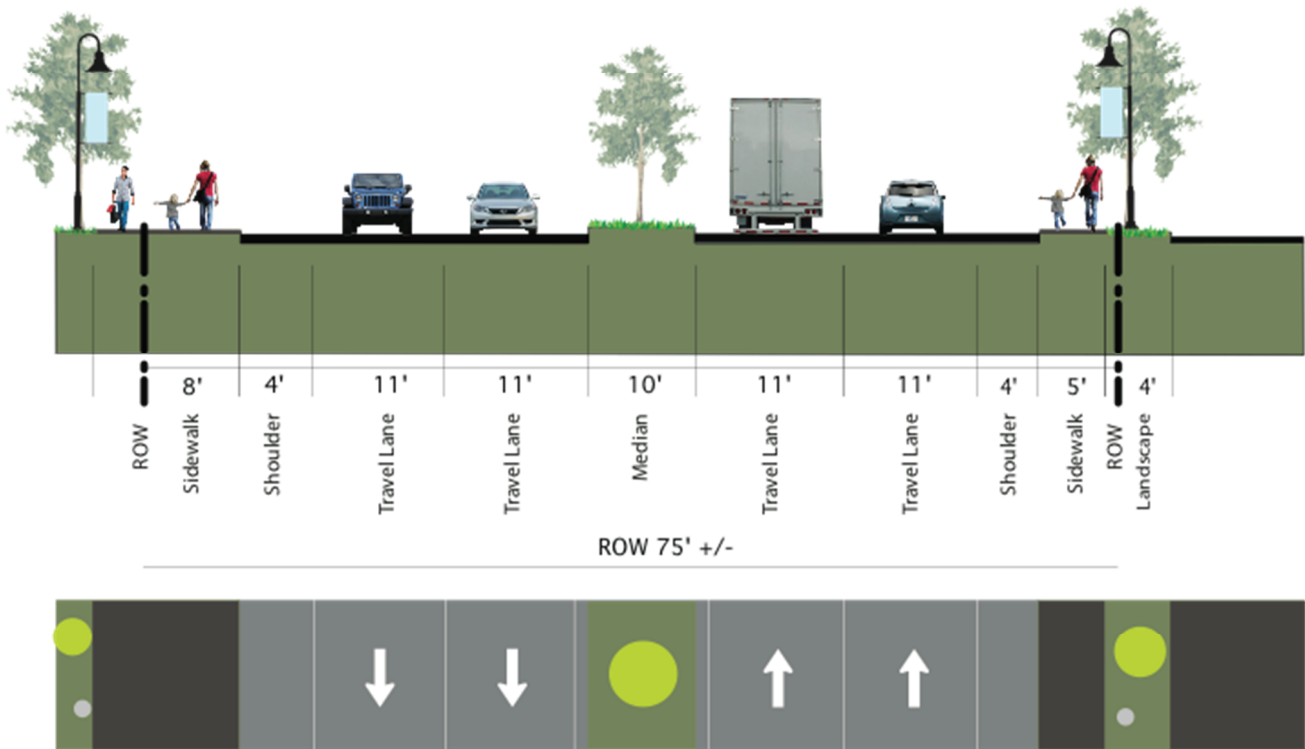 8' 4' 11' 11' 10' 11' 11' 4' 5' 4'
ROW
Sidewalk
Shoulder
Travel Lane
Travel Lane
Median
Travel Lane
Travel Lane
Shoulder
Sidewalk
ROW
Landscape
ROW 75' +/-